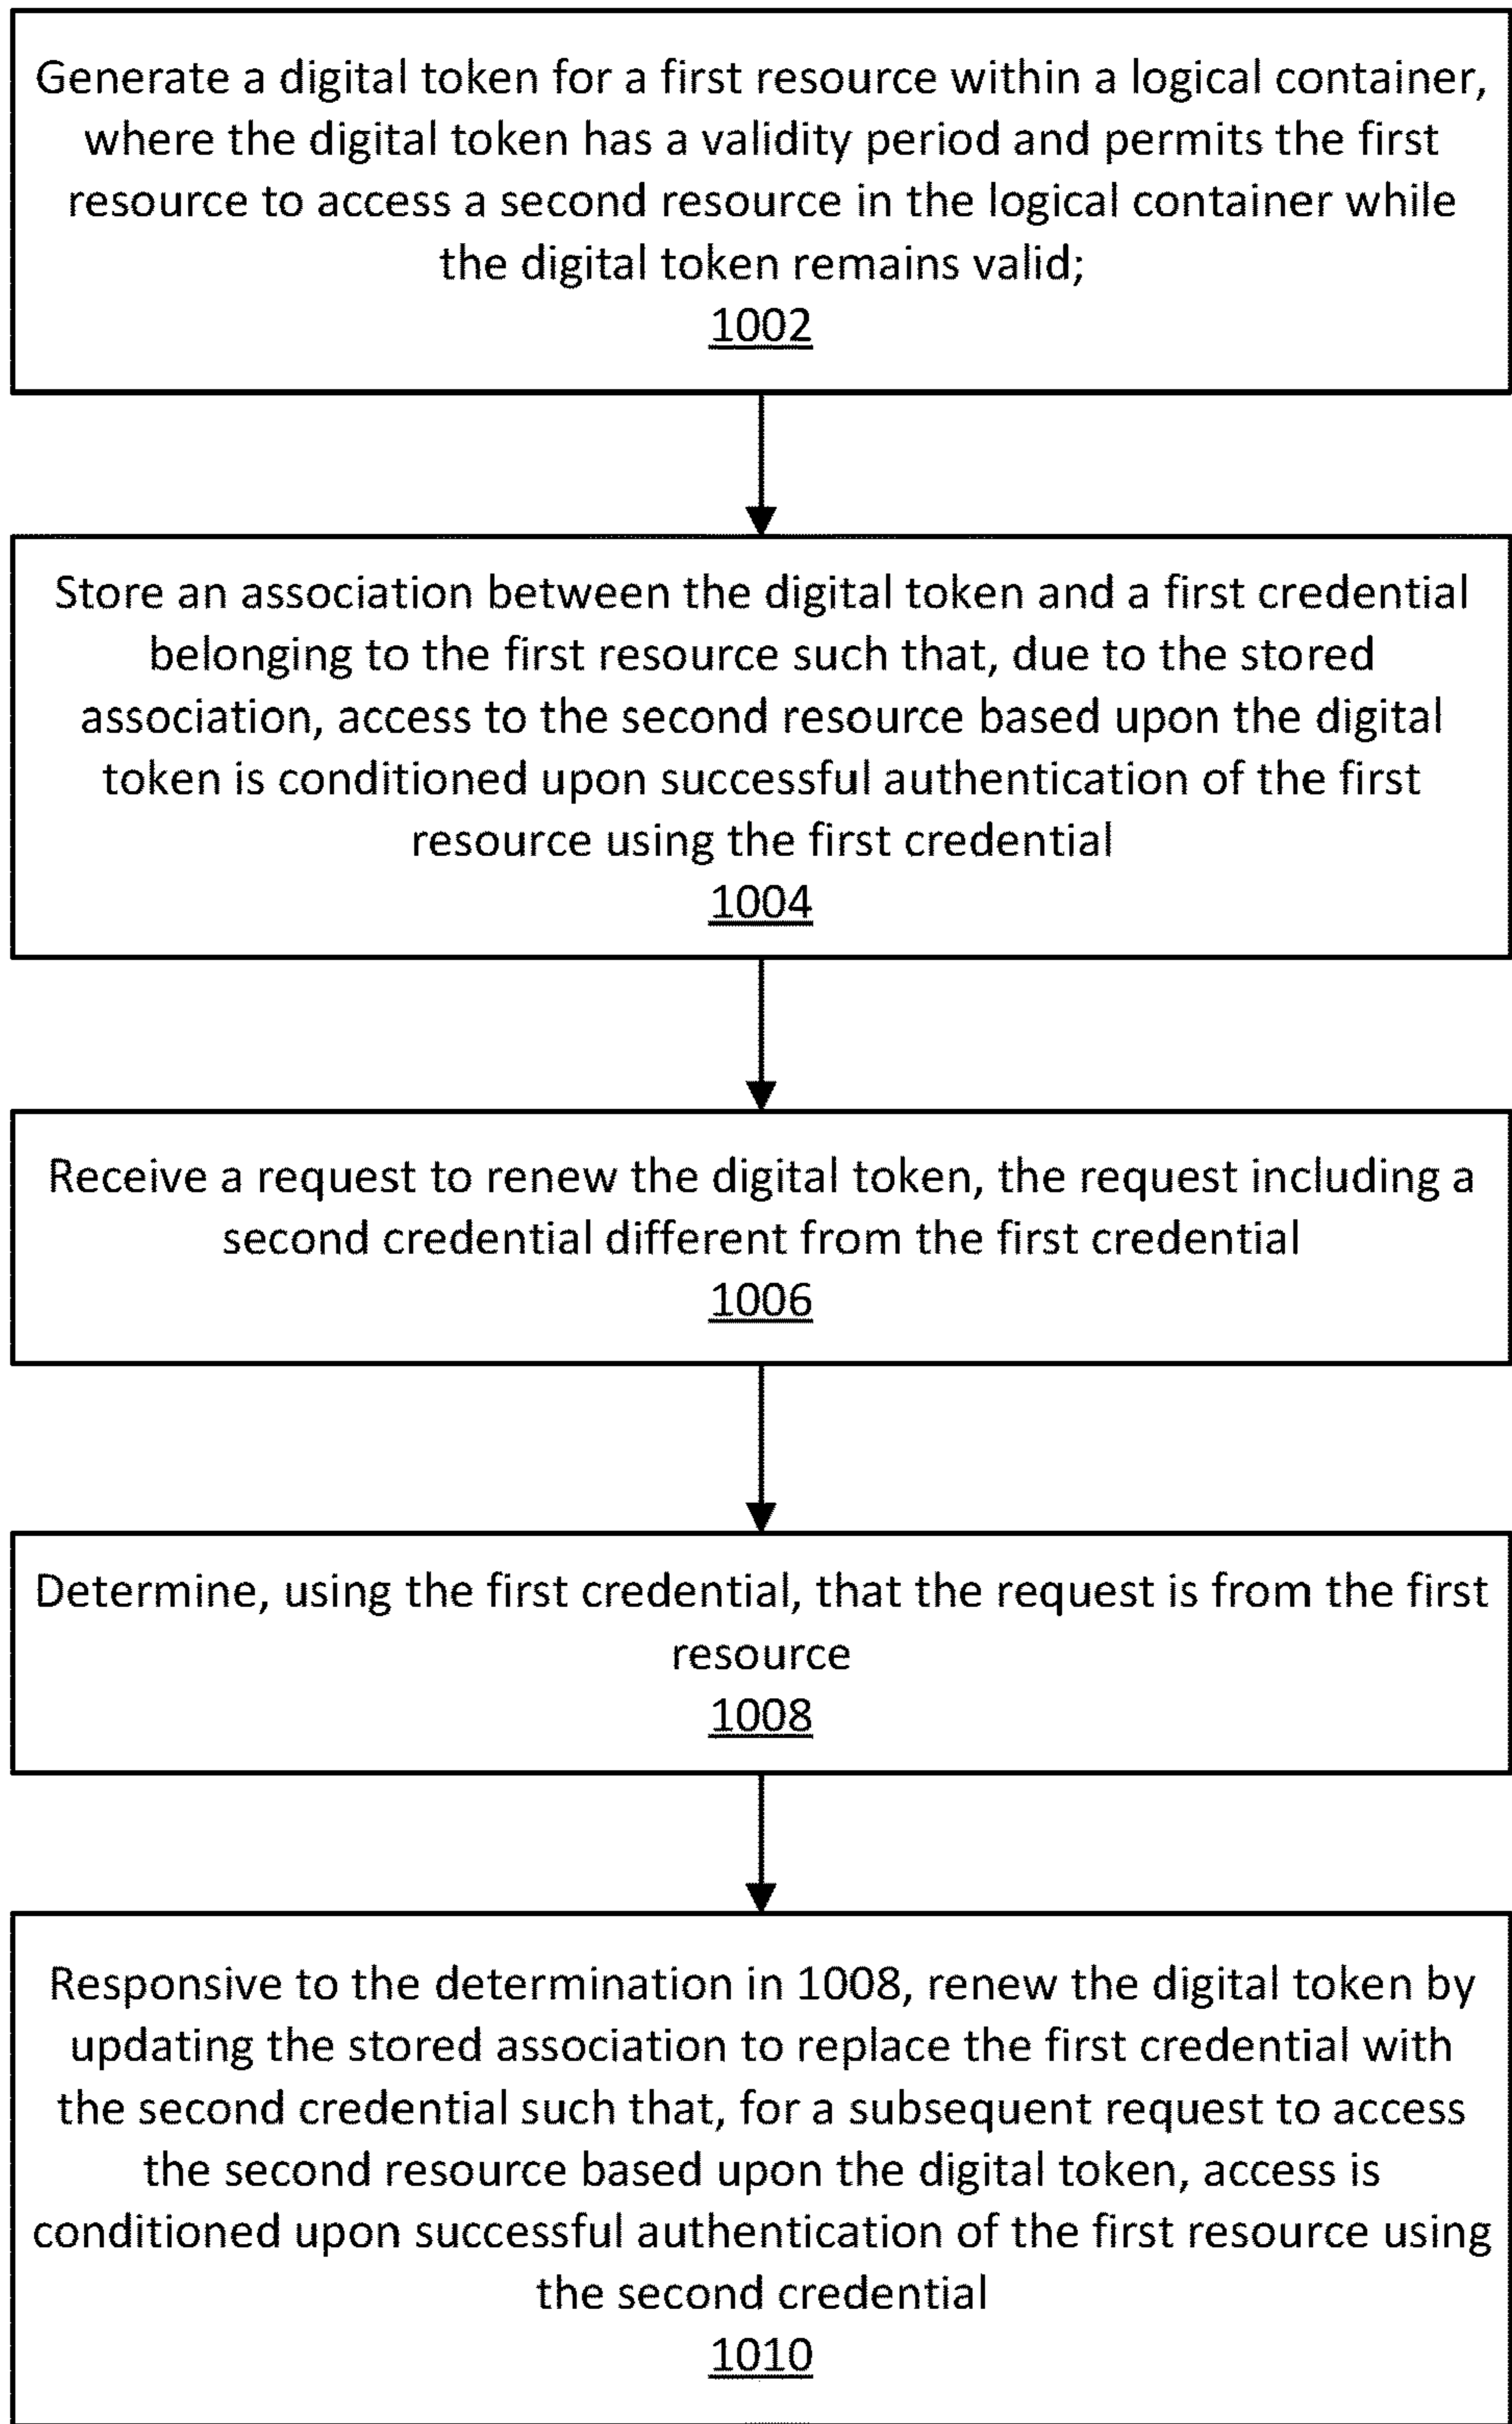 Generate a digital token for a first resource within a logical container,
where the digital token has a validity period and permits the first
resource to access a second resource in the logical container while
the digital token remains valid;
1002
Store an association between the digital token and a first credential
belonging to the first resource such that, due to the stored
association, access to the second resource based upon the digital
token is conditioned upon successful authentication of the first
resource using the first credential
1004
Receive a request to renew the digital token, the request including a
second credential different from the first credential
1006
Determine, using the first credential, that the request is from the first
resource
1008
Responsive to the determination in 1008, renew the digital token by
updating the stored association to replace the first credential with
the second credential such that, for a subsequent request to access
the second resource based upon the digital token, access is
conditioned upon successful authentication of the first resource using
the second credential
1010